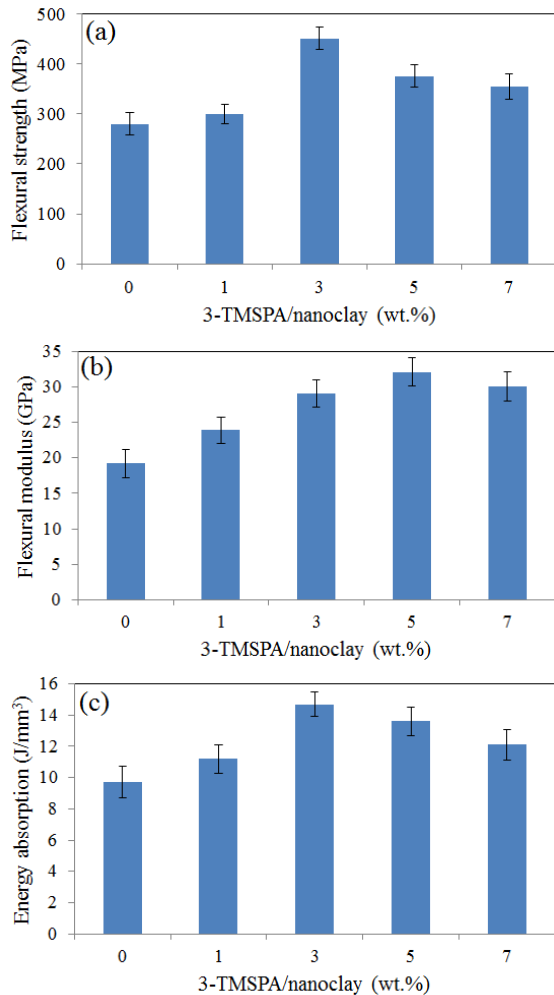 (a)
Flexural strength (MPa)
500
400
300
200
100
0
0 1 3 5 7
3-TMSPA/nanoclay (wt.%)
(b)
Flexural modulus (GPa)
35
30
25
20
15
10
5
0
0 1 3 5 7
3-TMSPA/nanoclay (wt.%)
(c)
Energy absorption (J/mm³)
16
14
12
10
8
6
4
2
0
0 1 3 5 7
3-TMSPA/nanoclay (wt.%)